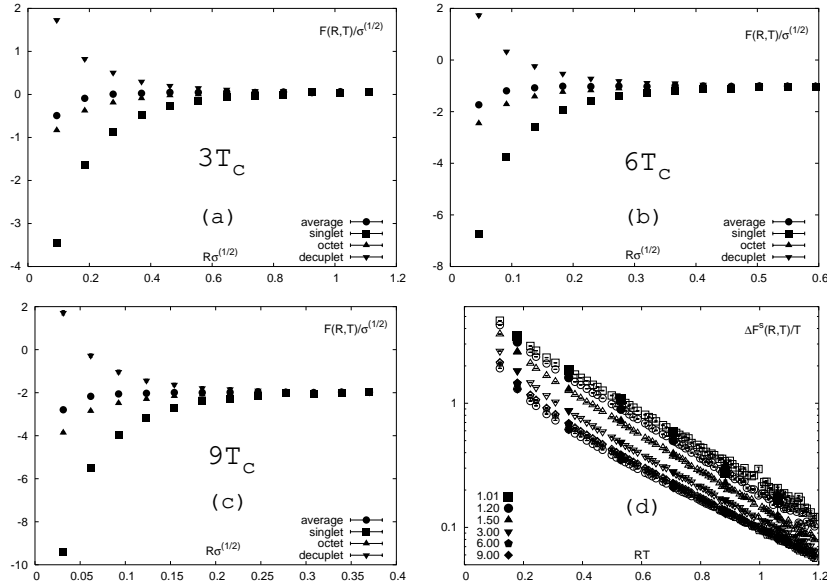 2
1
0
-1
-2
-3
-4
0
0.2
0.4
0.6
0.8
1
1.2
F(R,T)/σ^(1/2)
3T_c
(a)
average
singlet
octet
decuplet
Rσ^(1/2)
2
0
-2
-4
-6
-8
0
0.1
0.2
0.3
0.4
0.5
0.6
F(R,T)/σ^(1/2)
6T_c
(b)
average
singlet
octet
decuplet
Rσ^(1/2)
2
0
-2
-4
-6
-8
-10
0
0.05
0.1
0.15
0.2
0.25
0.3
0.35
0.4
F(R,T)/σ^(1/2)
9T_c
(c)
average
singlet
octet
decuplet
Rσ^(1/2)
1
0.1
0
0.2
0.4
0.6
0.8
1
1.2
ΔF^s(R,T)/T
(d)
1.01
1.20
1.50
3.00
6.00
9.00
RT